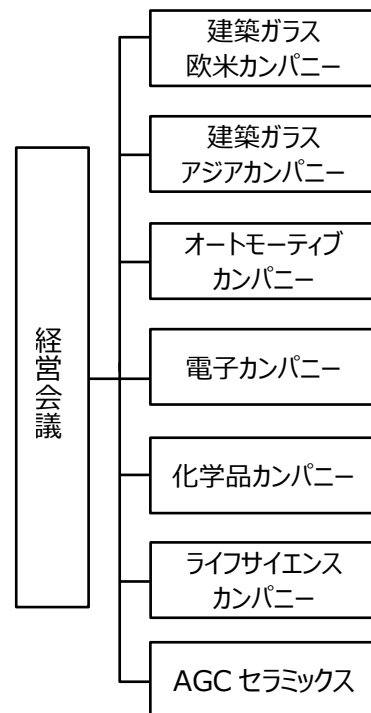 経営会議
建築ガラス
欧米カンパニー
建築ガラス
アジアカンパニー
オートモーティブ
カンパニー
電子カンパニー
化学品カンパニー
ライフサイエンス
カンパニー
AGC セラミックス